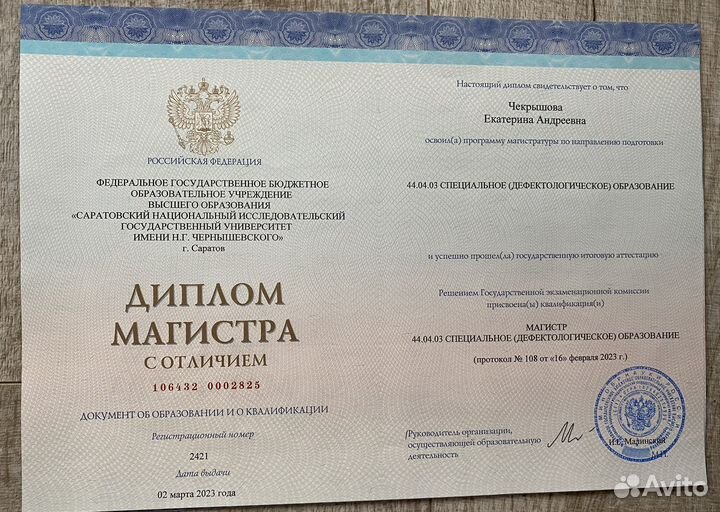 РОССИЙСКАЯ ФЕДЕРАЦИЯ
ФЕДЕРАЛЬНОЕ ГОСУДАРСТВЕННОЕ БЮДЖЕТНОЕ
ОБРАЗОВАТЕЛЬНОЕ УЧРЕЖДЕНИЕ
ВЫСШЕГО ОБРАЗОВАНИЯ
«САРАТОВСКИЙ НАЦИОНАЛЬНЫЙ ИССЛЕДОВАТЕЛЬСКИЙ
ГОСУДАРСТВЕННЫЙ УНИВЕРСИТЕТ
ИМЕНИ Н.Г. ЧЕРНЫШЕВСКОГО»
г. Саратов
ДИПЛОМ
МАГИСТРА
С ОТЛИЧИЕМ
106432 0002825
ДОКУМЕНТ ОБ ОБРАЗОВАНИИ И О КВАЛИФИКАЦИИ
Регистрационный номер
2421
Дата выдачи
02 марта 2023 года
Настоящий диплом свидетельствует о том, что
Чекрышова
Екатерина Андреевна
освоил(а) программу магистратуры по направлению подготовки
44.04.03 СПЕЦИАЛЬНОЕ (ДЕФЕКТОЛОГИЧЕСКОЕ) ОБРАЗОВАНИЕ
и успешно прошел(ла) государственную итоговую аттестацию
Решением Государственной экзаменационной комиссии
присвоена(ы) квалификация(и)
МАГИСТР
44.04.03 СПЕЦИАЛЬНОЕ (ДЕФЕКТОЛОГИЧЕСКОЕ) ОБРАЗОВАНИЕ
(протокол № 108 от «16» февраля 2023 г.)
/Руководитель организации,
осуществляющей образовательную
деятельность
И.Г. Малинский
М.П.
Avito